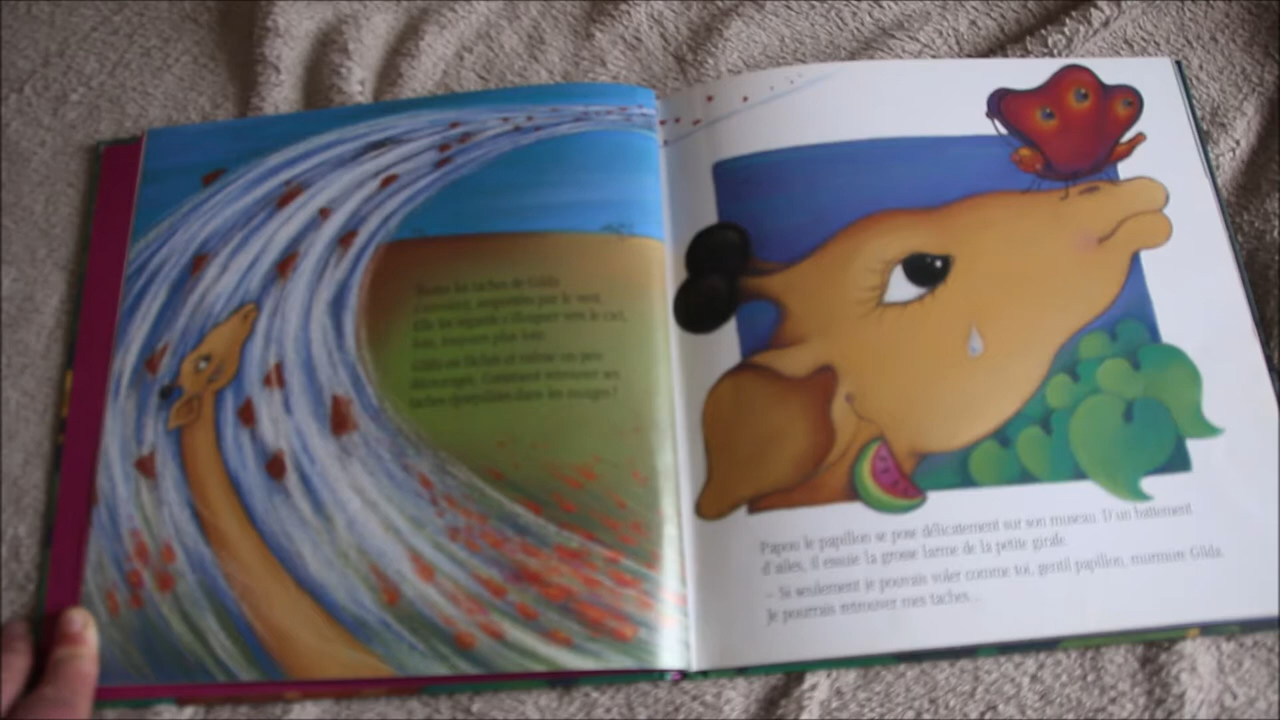 Toutes les taches de Gilda
s'envolent, emportées par le vent.
Elle les regarde s'éloigner vers le ciel,
loin, toujours plus loin.
Gilda est fâchée et même un peu
découragée. Comment retrouver ses
taches éparpillées dans les nuages ?
Papou le papillon se pose délicatement sur son museau. D'un battement
d'ailes, il essuie la grosse larme de la petite girafe.
– Si seulement je pouvais voler comme toi, gentil papillon, murmure Gilda.
Je pourrais retrouver mes taches...